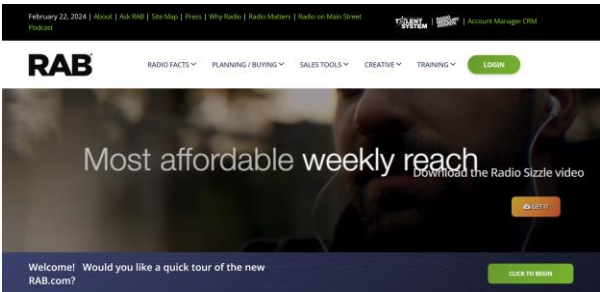 February 22, 2024 | About | Ask RAB | Site Map | Press | Why Radio | Radio Matters | Radio on Main Street
Podcast
TALENT
SYSTEM | | Account Manager CRM
RAB
RADIO FACTS PLANNING / BUYING SALES TOOLS CREATIVE TRAINING LOGIN
Most affordable weekly reach
Download the Radio Sizzle video
GET IT
Welcome! Would you like a quick tour of the new
RAB.com?
CLICK TO BEGIN